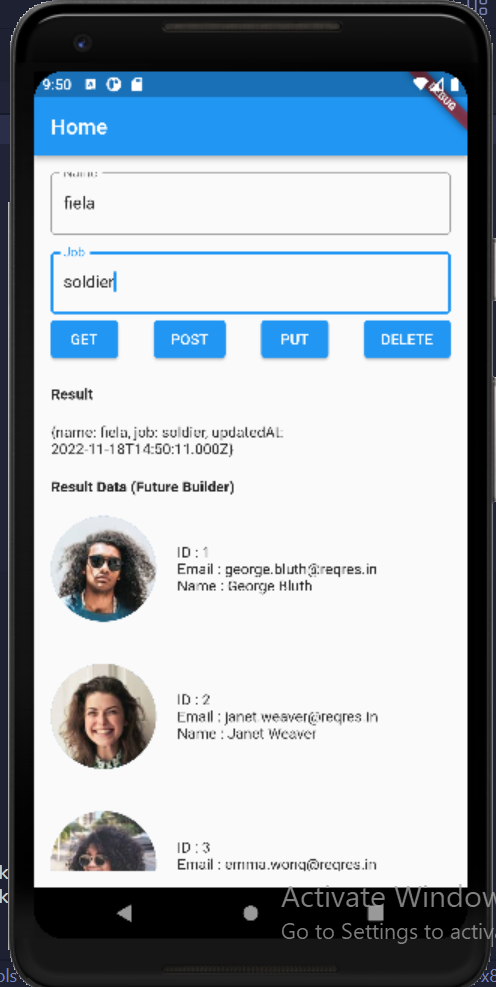 9:50
DEBUG
Home
Name
fiela
Job
soldier
GET POST PUT DELETE
Result
{name: fiela, job: soldier, updatedAt:
2022-11-18T14:50:11.000Z}
Result Data (Future Builder)
ID : 1
Email : george.bluth@reqres.in
Name : George Bluth
ID : 2
Email : janet.weaver@reqres.in
Name : Janet Weaver
ID : 3
Email : emma.wong@reqres.in
Activate Window
Go to Settings to activa